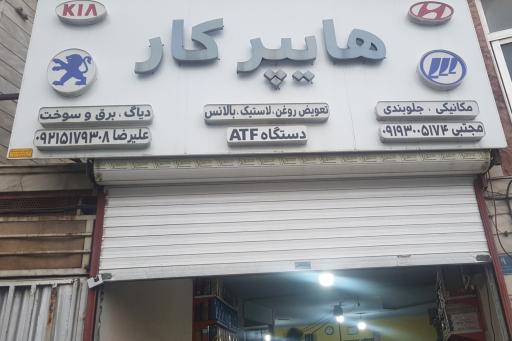 KIA
هایپر کار
مکانیکی ، جلوبندی
تعویض روغن، لاستیک، بالانس
دیاگ، برق و سوخت
مجتبی ۰۹۱۹۳۰۰۵۱۷۴
دستگاه ATF
علیرضا ۰۹۲۱۵۱۷۹۳۰۸